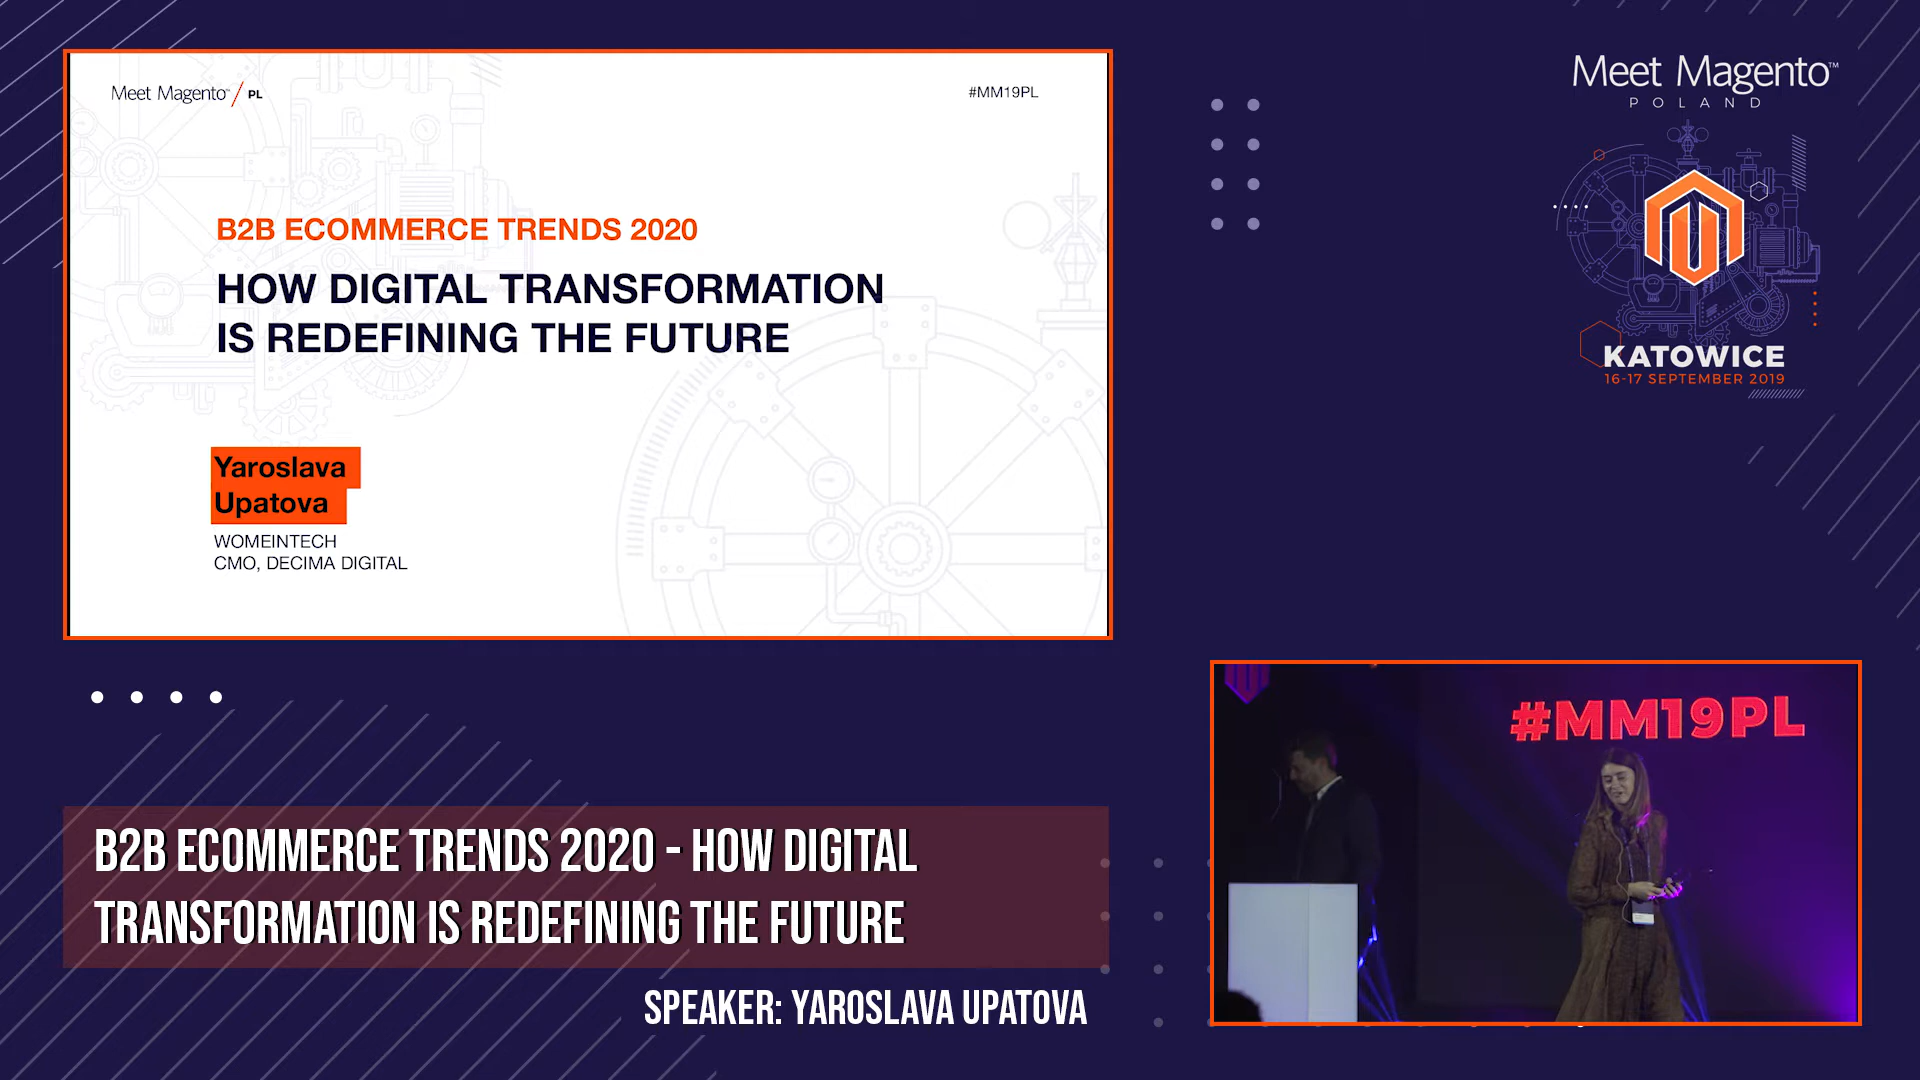 Meet Magento™ / PL
#MM19PL
B2B ECOMMERCE TRENDS 2020
HOW DIGITAL TRANSFORMATION
IS REDEFINING THE FUTURE
Yaroslava
Upatova
WOMEINTECH
CMO, DECIMA DIGITAL
Meet Magento™
POLAND
KATOWICE
16-17 SEPTEMBER 2019
#MM19PL
B2B ECOMMERCE TRENDS 2020 - HOW DIGITAL
TRANSFORMATION IS REDEFINING THE FUTURE
SPEAKER: YAROSLAVA UPATOVA